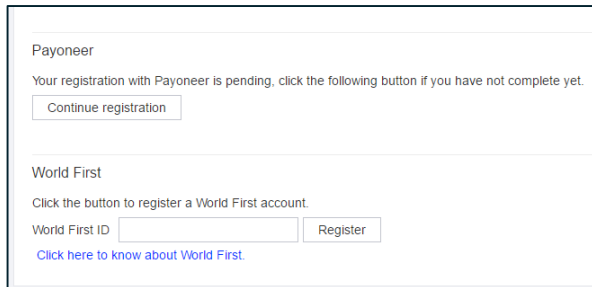 Payoneer
Your registration with Payoneer is pending, click the following button if you have not complete yet.
Continue registration
World First
Click the button to register a World First account.
World First ID Register
Click here to know about World First.